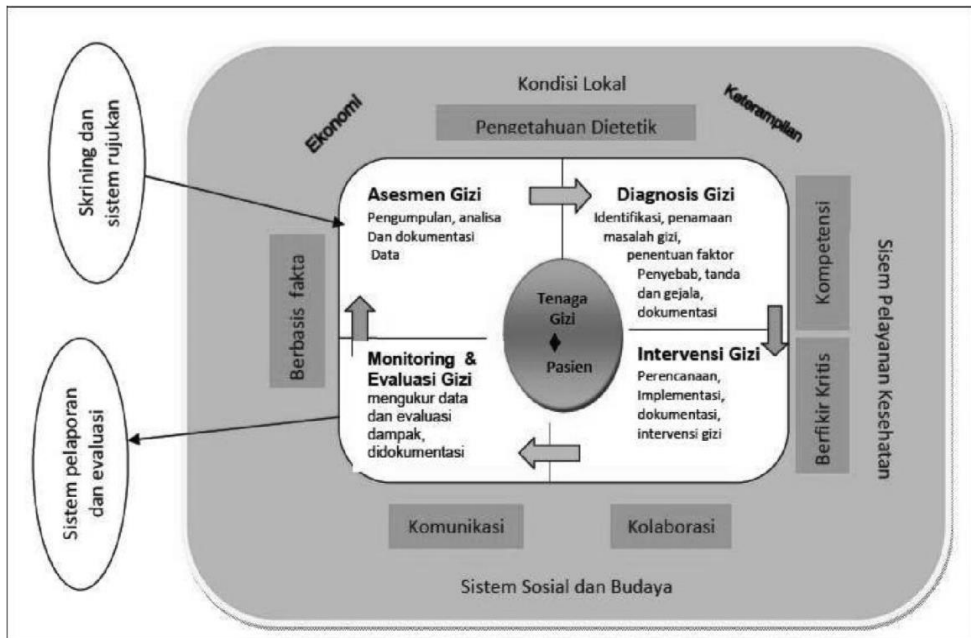 Skrining dan
sistem rujukan
Sistem pelaporan
dan evaluasi
Kondisi Lokal
Ekonomi
Keterampilan
Pengetahuan Dietetik
Asesmen Gizi
Pengumpulan, analisa
Dan dokumentasi
Data
Diagnosis Gizi
Identifikasi, penamaan
masalah gizi,
penentuan faktor
Penyebab, tanda
dan gejala,
dokumentasi
Tenaga
Gizi
Pasien
Monitoring & 
Evaluasi Gizi
mengukur data
dan evaluasi
dampak,
didokumentasi
Intervensi Gizi
Perencanaan,
Implementasi,
dokumentasi,
intervensi gizi
Berbasis fakta
Kompetensi
Berfikir Kritis
Sisem Pelayanan Kesehatan
Komunikasi
Kolaborasi
Sistem Sosial dan Budaya